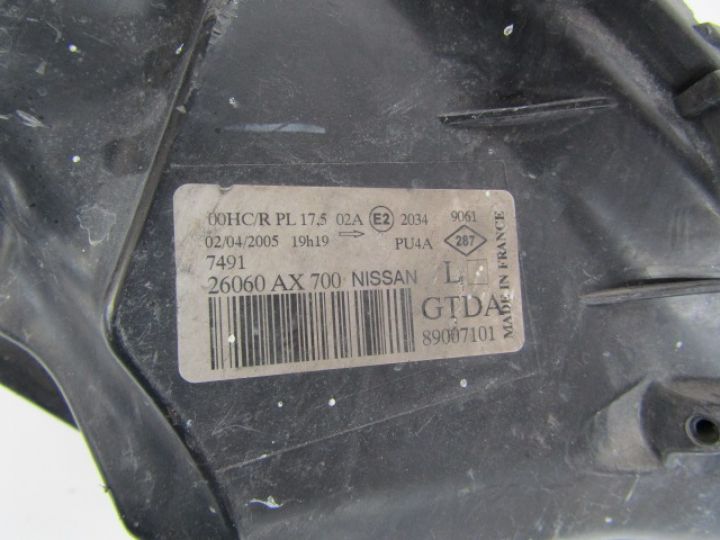 00HC/R PL 17,5 02A E2 2034 9061
02/04/2005 19h19 PU4A 287
7491
26060 AX 700 NISSAN L
GTDA
89007101
MADE IN FRANCE